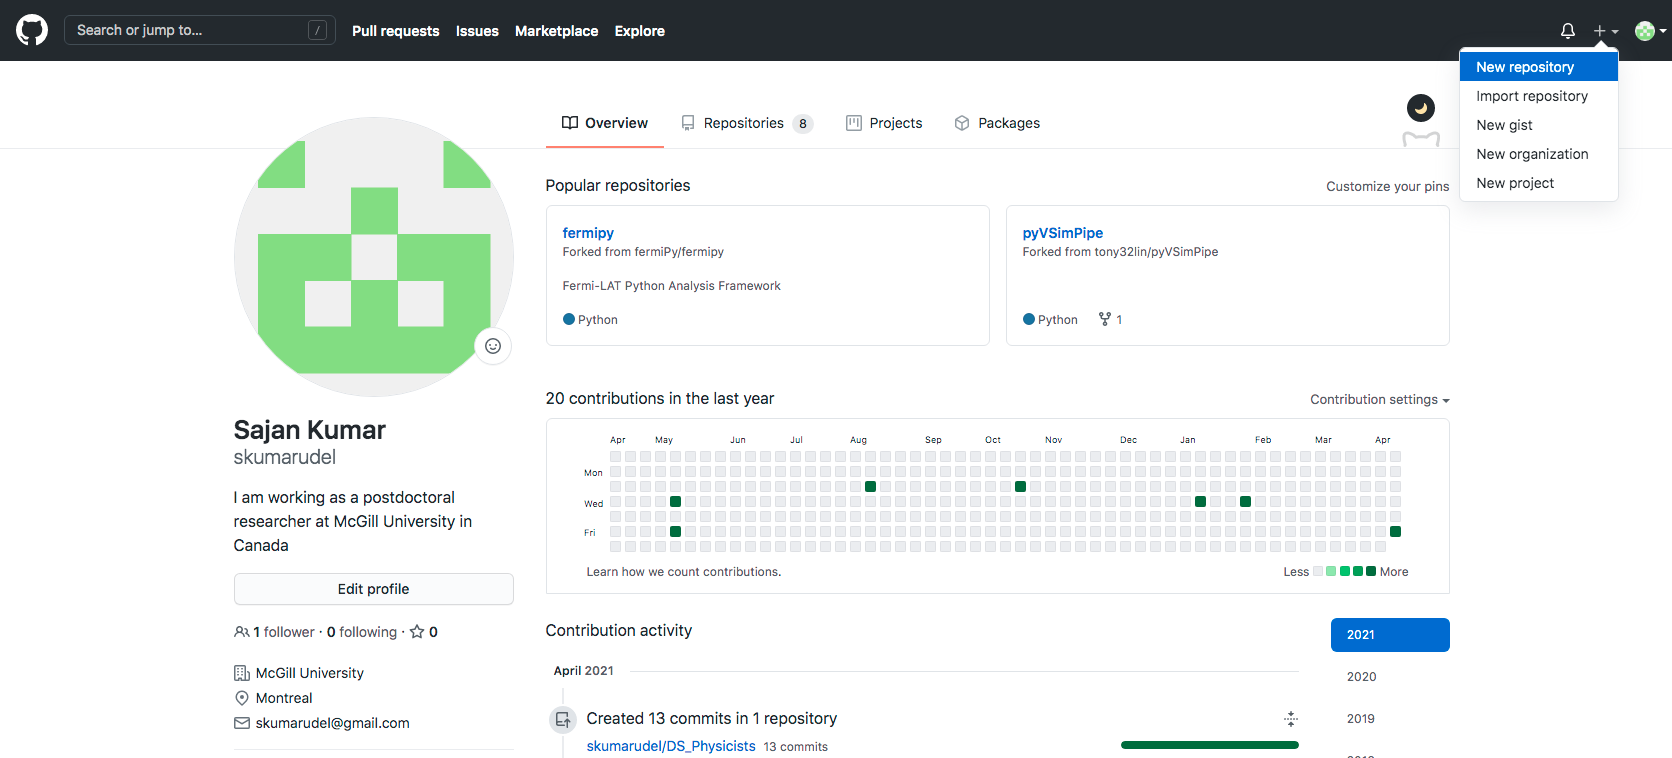 Search or jump to... /
Pull requests Issues Marketplace Explore
New repository
Import repository
New gist
New organization
New project
Overview Repositories 8 Projects Packages
Popular repositories
Customize your pins
fermipy
Forked from fermiPy/fermipy
Fermi-LAT Python Analysis Framework
Python
pyVSimPipe
Forked from tony32lin/pyVSimPipe
Python 1
Sajan Kumar
skumarudel
I am working as a postdoctoral
researcher at McGill University in
Canada
Edit profile
1 follower · 0 following · 0
McGill University
Montreal
skumarudel@gmail.com
20 contributions in the last year
Contribution settings
Apr May Jun Jul Aug Sep Oct Nov Dec Jan Feb Mar Apr
Mon
Wed
Fri
Learn how we count contributions.
Less More
Contribution activity
2021
2020
2019
April 2021
Created 13 commits in 1 repository
skumarudel/DS_Physicists 13 commits